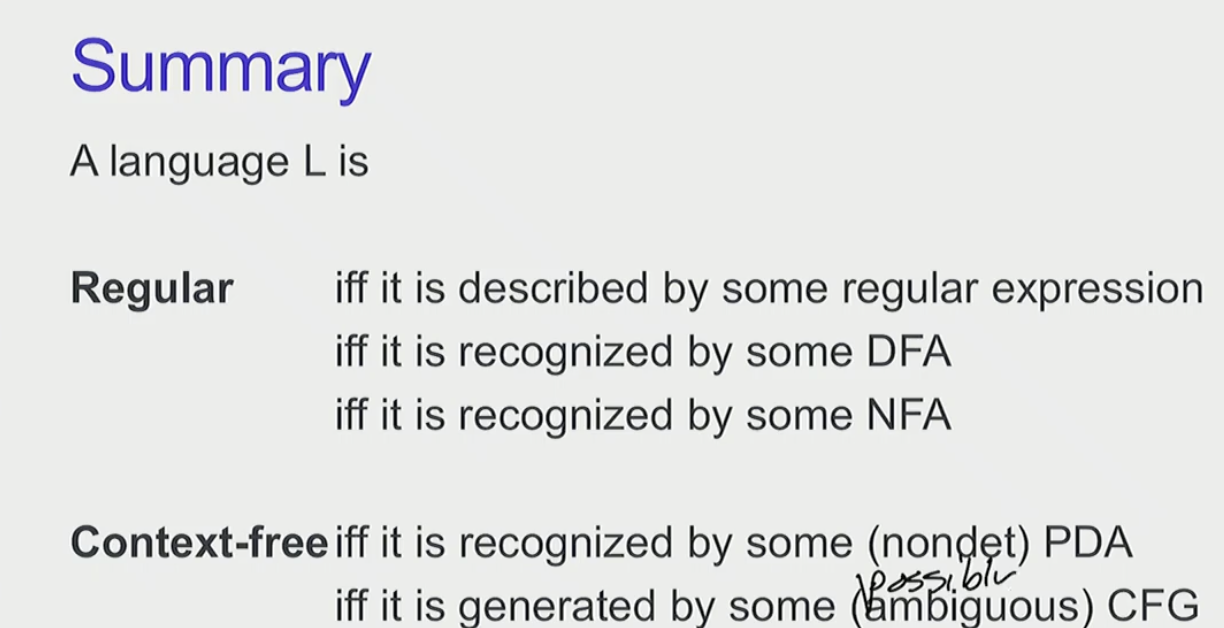 Summary
A language L is
Regular iff it is described by some regular expression
iff it is recognized by some DFA
iff it is recognized by some NFA
Context-free iff it is recognized by some (nondet) PDA
possibly
iff it is generated by some (ambiguous) CFG